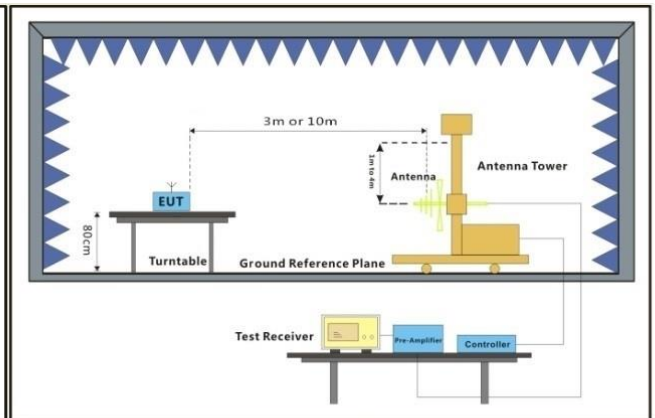 3m or 10m
1m to 4m
Antenna
Antenna Tower
EUT
80cm
Turntable
Ground Reference Plane
Test Receiver
Pre-Amplifier
Controller